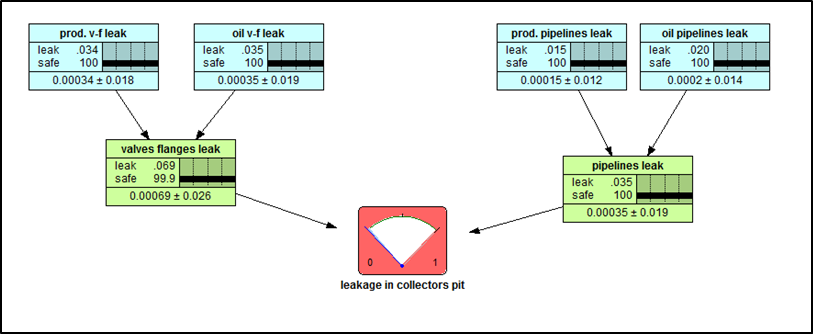 prod. v-f leak
leak .034
safe 100
0.00034 ± 0.018
oil v-f leak
leak .035
safe 100
0.00035 ± 0.019
prod. pipelines leak
leak .015
safe 100
0.00015 ± 0.012
oil pipelines leak
leak .020
safe 100
0.0002 ± 0.014
valves flanges leak
leak .069
safe 99.9
0.00069 ± 0.026
pipelines leak
leak .035
safe 100
0.00035 ± 0.019
0 1
leakage in collectors pit